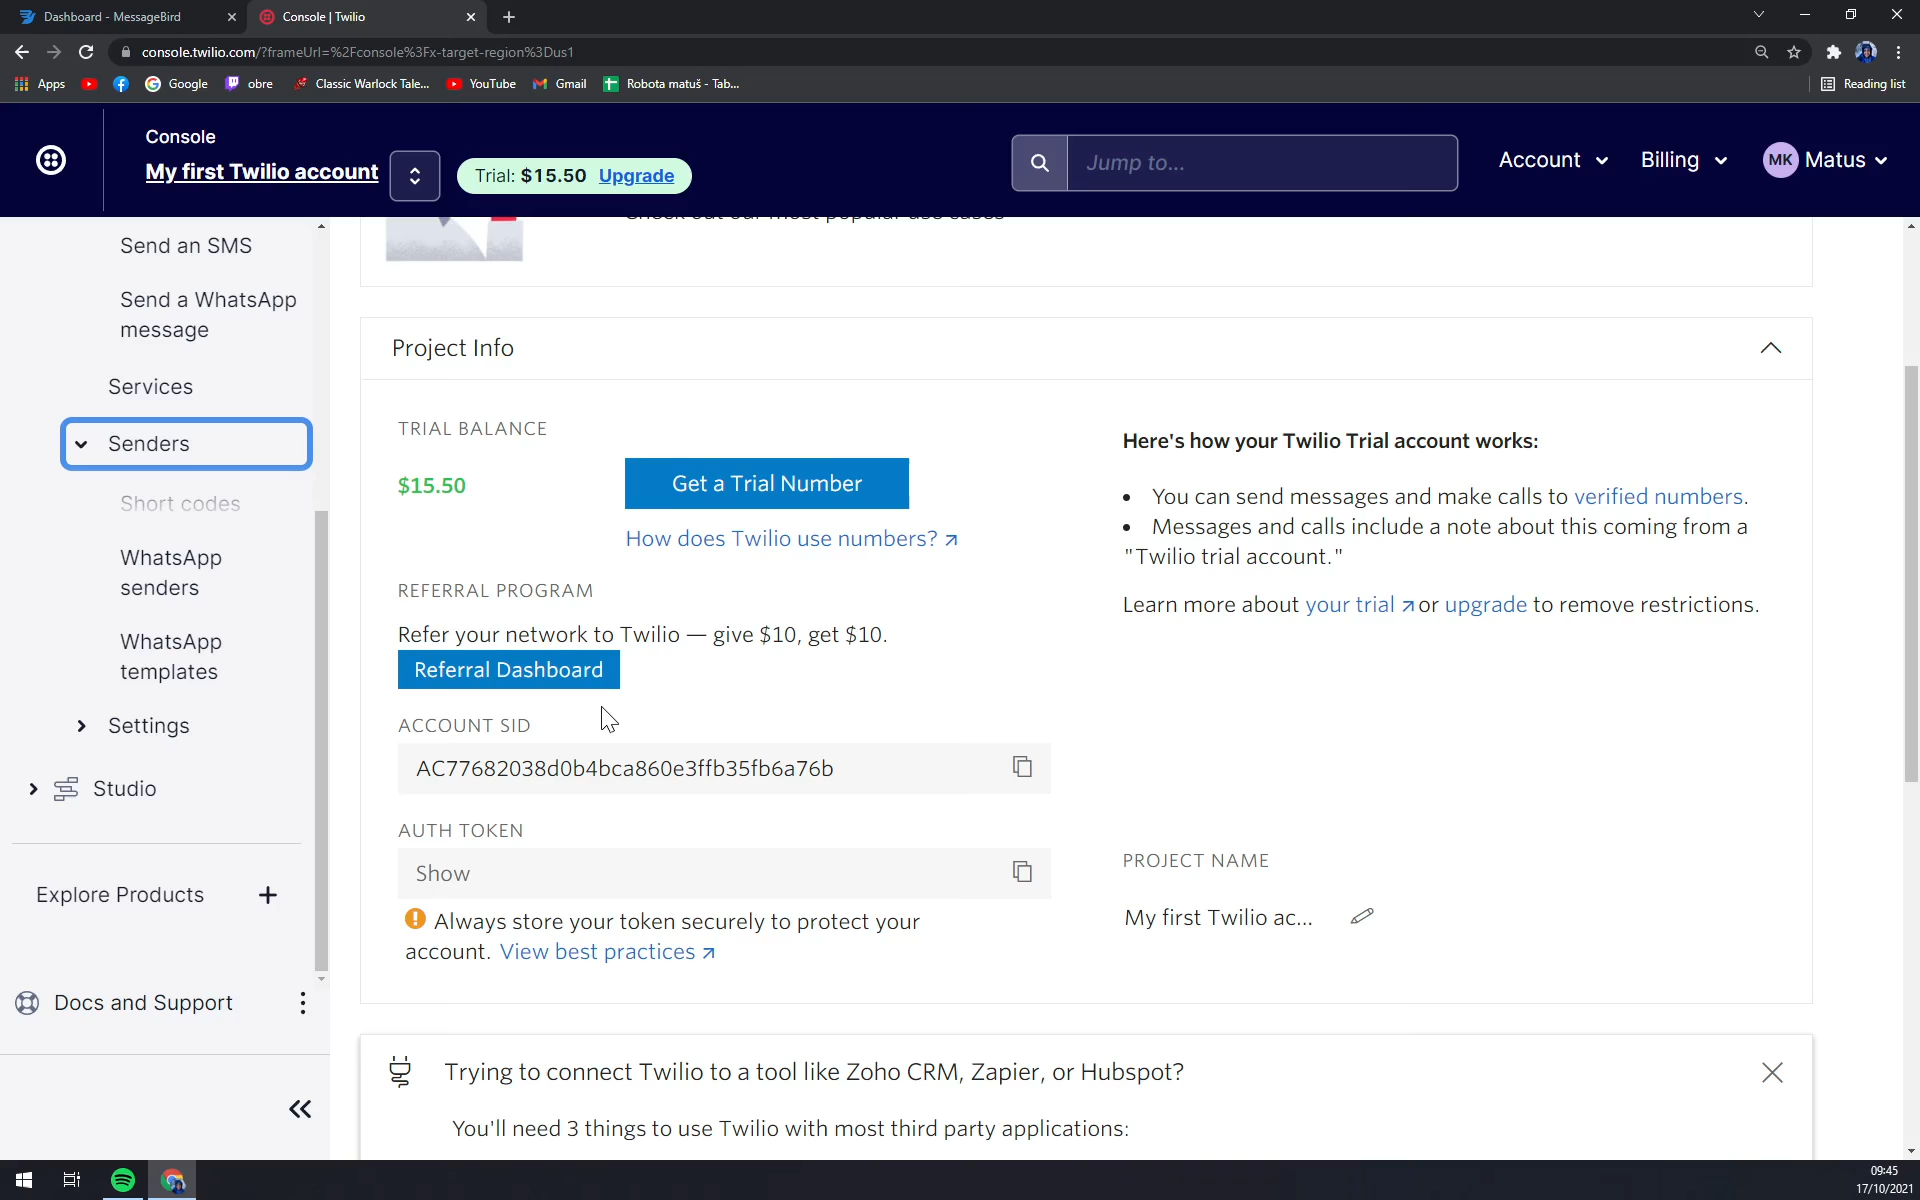 Dashboard - MessageBird
Console | Twilio
console.twilio.com/?frameUrl=%2Fconsole%3Fx-target-region%3Dus1
Apps
Google
obre
Classic Warlock Tale...
YouTube
Gmail
Robota matuš - Tab...
Reading list
Console
My first Twilio account
Trial: $15.50 Upgrade
Jump to...
Account
Billing
MK Matus
Send an SMS
Send a WhatsApp
message
Services
Senders
Short codes
WhatsApp
senders
WhatsApp
templates
Settings
Studio
Explore Products
Docs and Support
Check out our most popular use cases
Project Info
TRIAL BALANCE
$15.50
Get a Trial Number
How does Twilio use numbers?
REFERRAL PROGRAM
Refer your network to Twilio — give $10, get $10.
Referral Dashboard
ACCOUNT SID
AC77682038d0b4bca860e3ffb35fb6a76b
AUTH TOKEN
Show
Always store your token securely to protect your
account. View best practices
Here's how your Twilio Trial account works:
• You can send messages and make calls to verified numbers.
• Messages and calls include a note about this coming from a
"Twilio trial account."
Learn more about your trial or upgrade to remove restrictions.
PROJECT NAME
My first Twilio ac...
Trying to connect Twilio to a tool like Zoho CRM, Zapier, or Hubspot?
You'll need 3 things to use Twilio with most third party applications:
09:45
17/10/2021